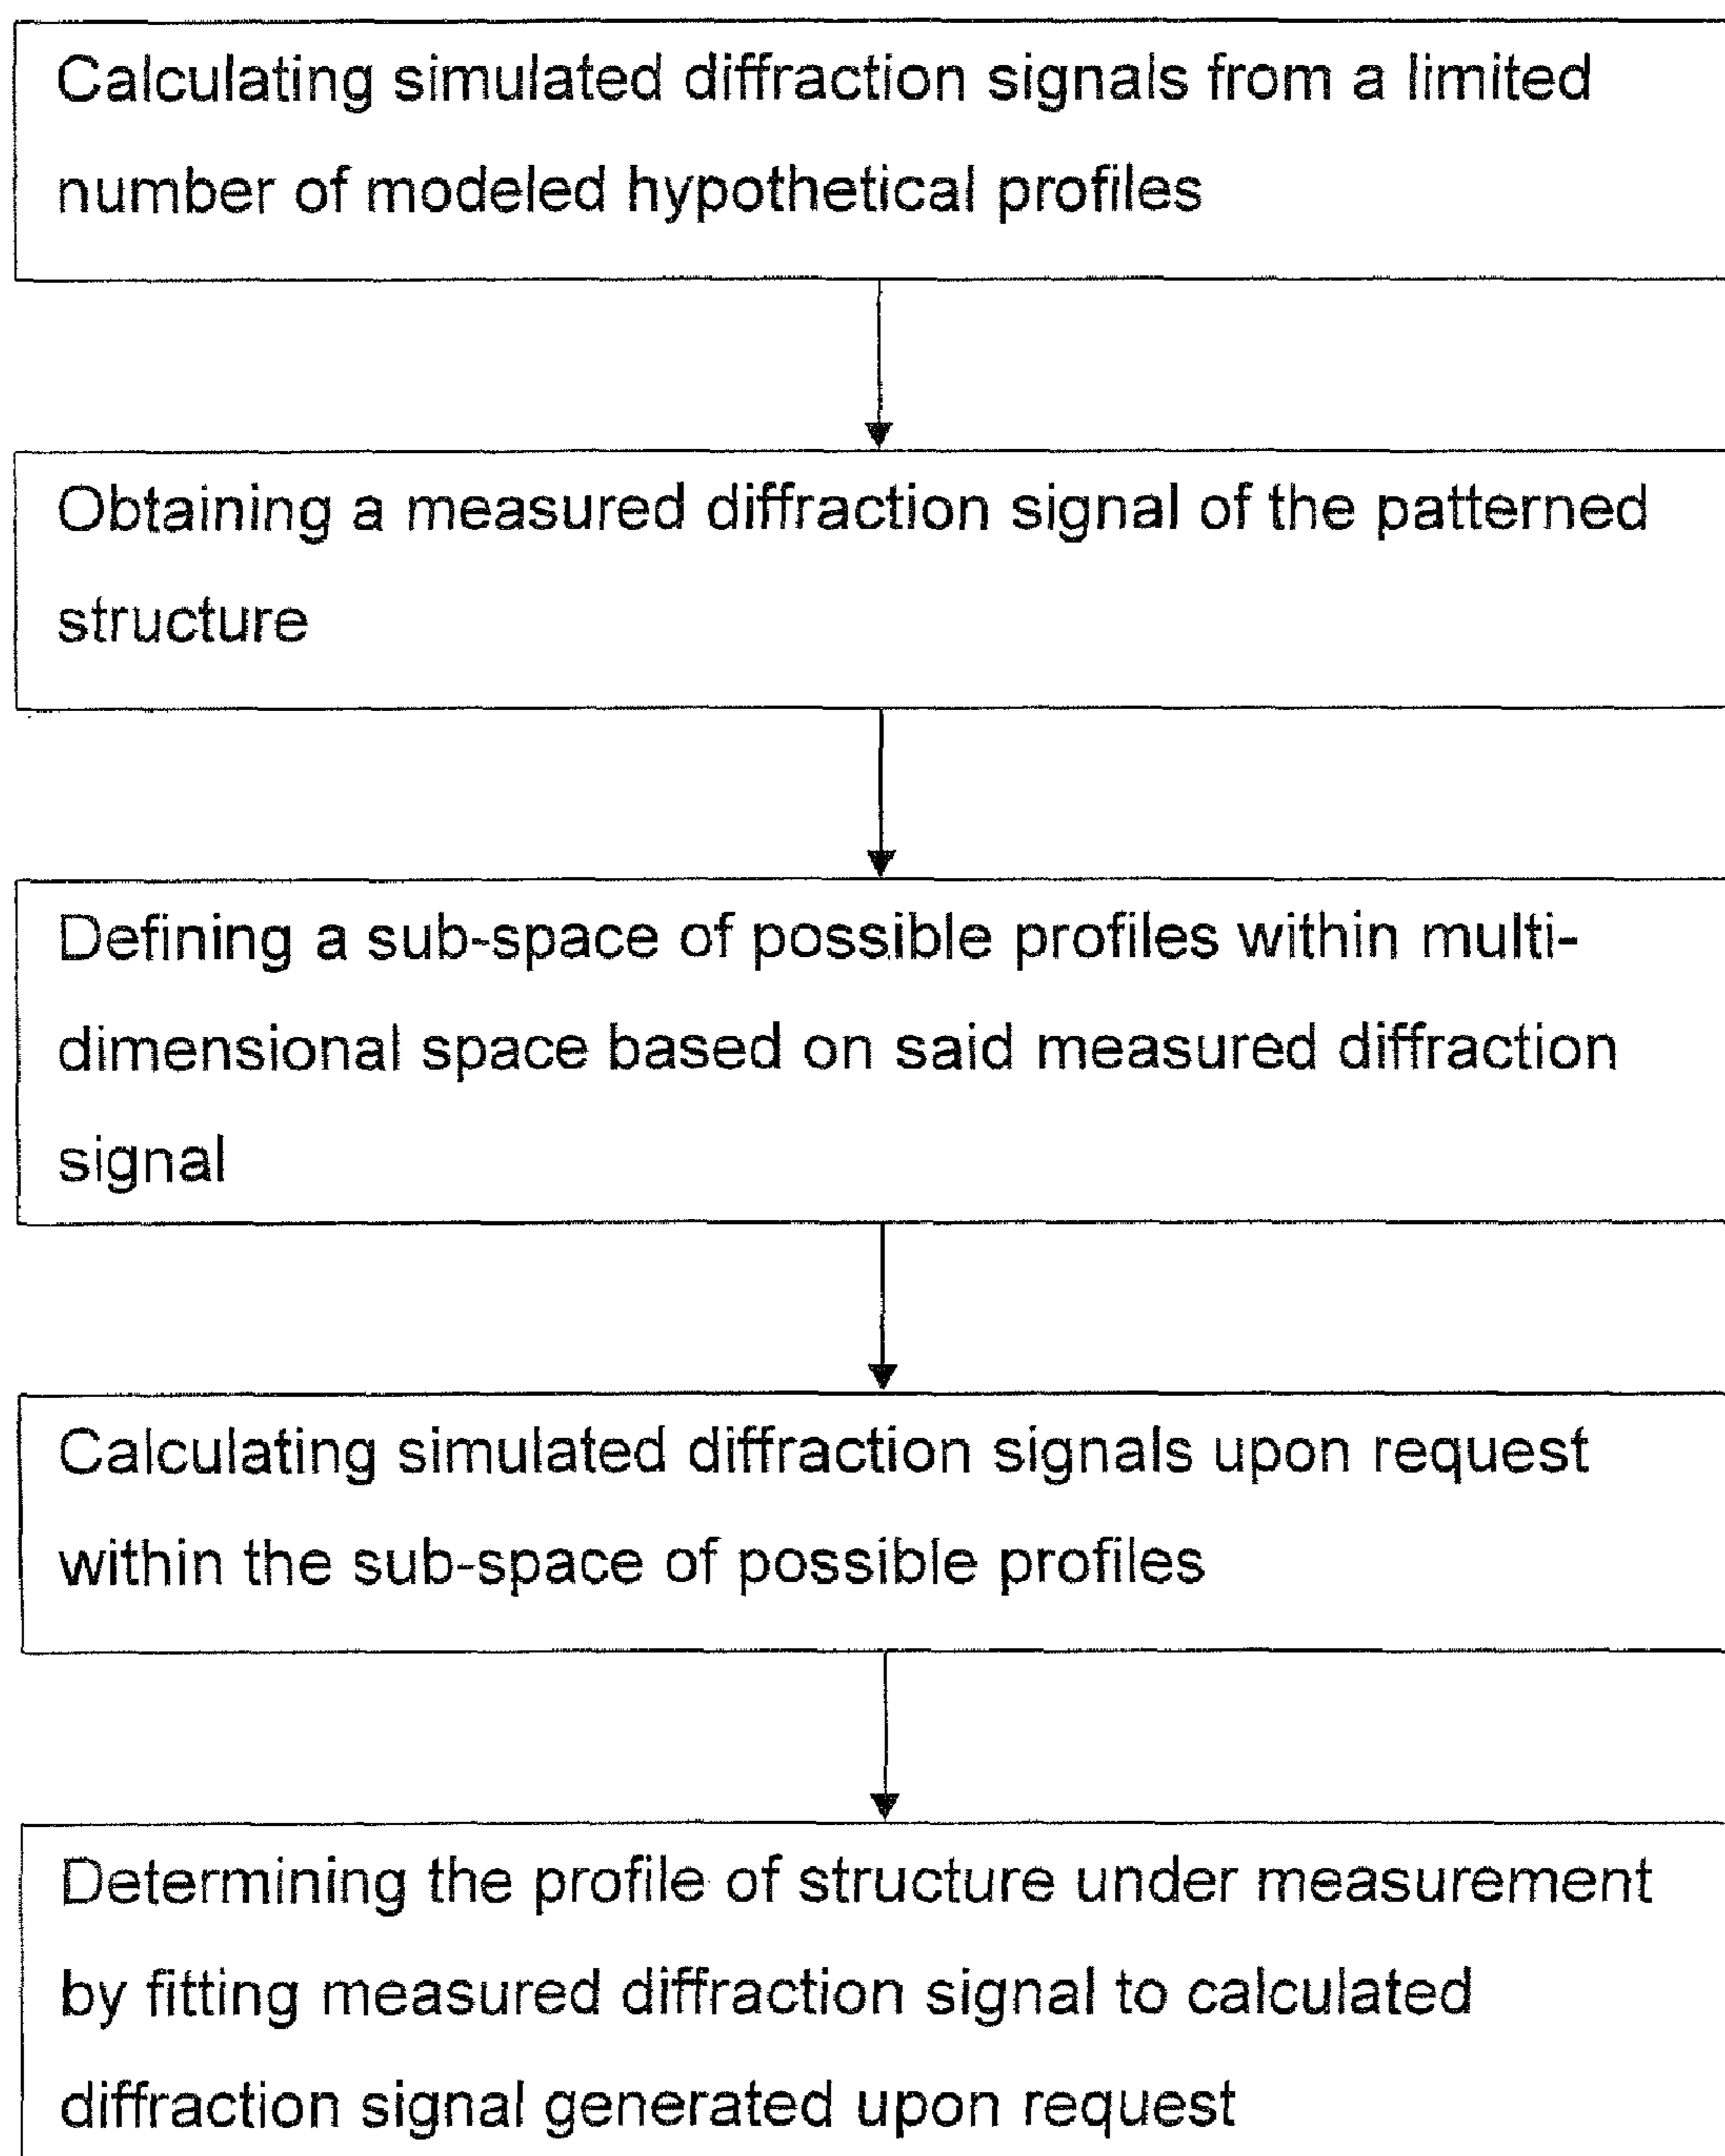 Calculating simulated diffraction signals from a limited
number of modeled hypothetical profiles
Obtaining a measured diffraction signal of the patterned
structure
Defining a sub-space of possible profiles within multi-
dimensional space based on said measured diffraction
signal
Calculating simulated diffraction signals upon request
within the sub-space of possible profiles
Determining the profile of structure under measurement
by fitting measured diffraction signal to calculated
diffraction signal generated upon request